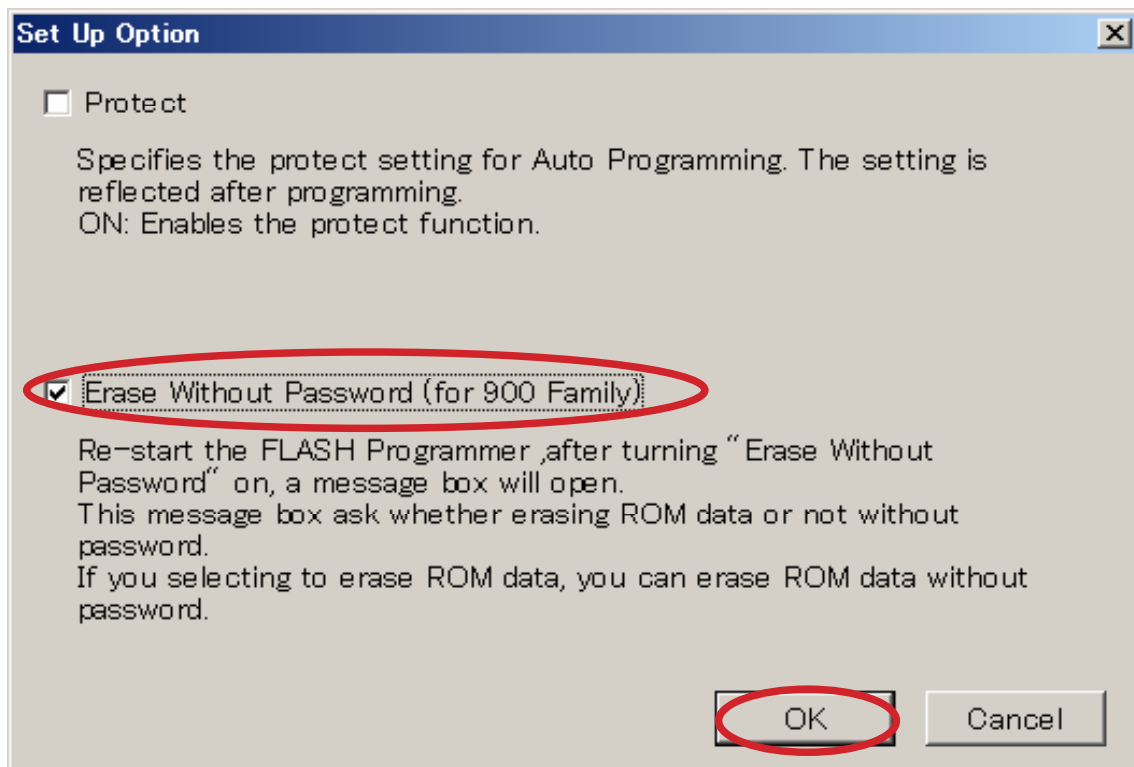 Set Up Option
Protect
Specifies the protect setting for Auto Programming. The setting is
reflected after programming.
ON: Enables the protect function.
Erase Without Password (for 900 Family)
Re-start the FLASH Programmer ,after turning "Erase Without
Password" on, a message box will open.
This message box ask whether erasing ROM data or not without
password.
If you selecting to erase ROM data, you can erase ROM data without
password.
OK
Cancel